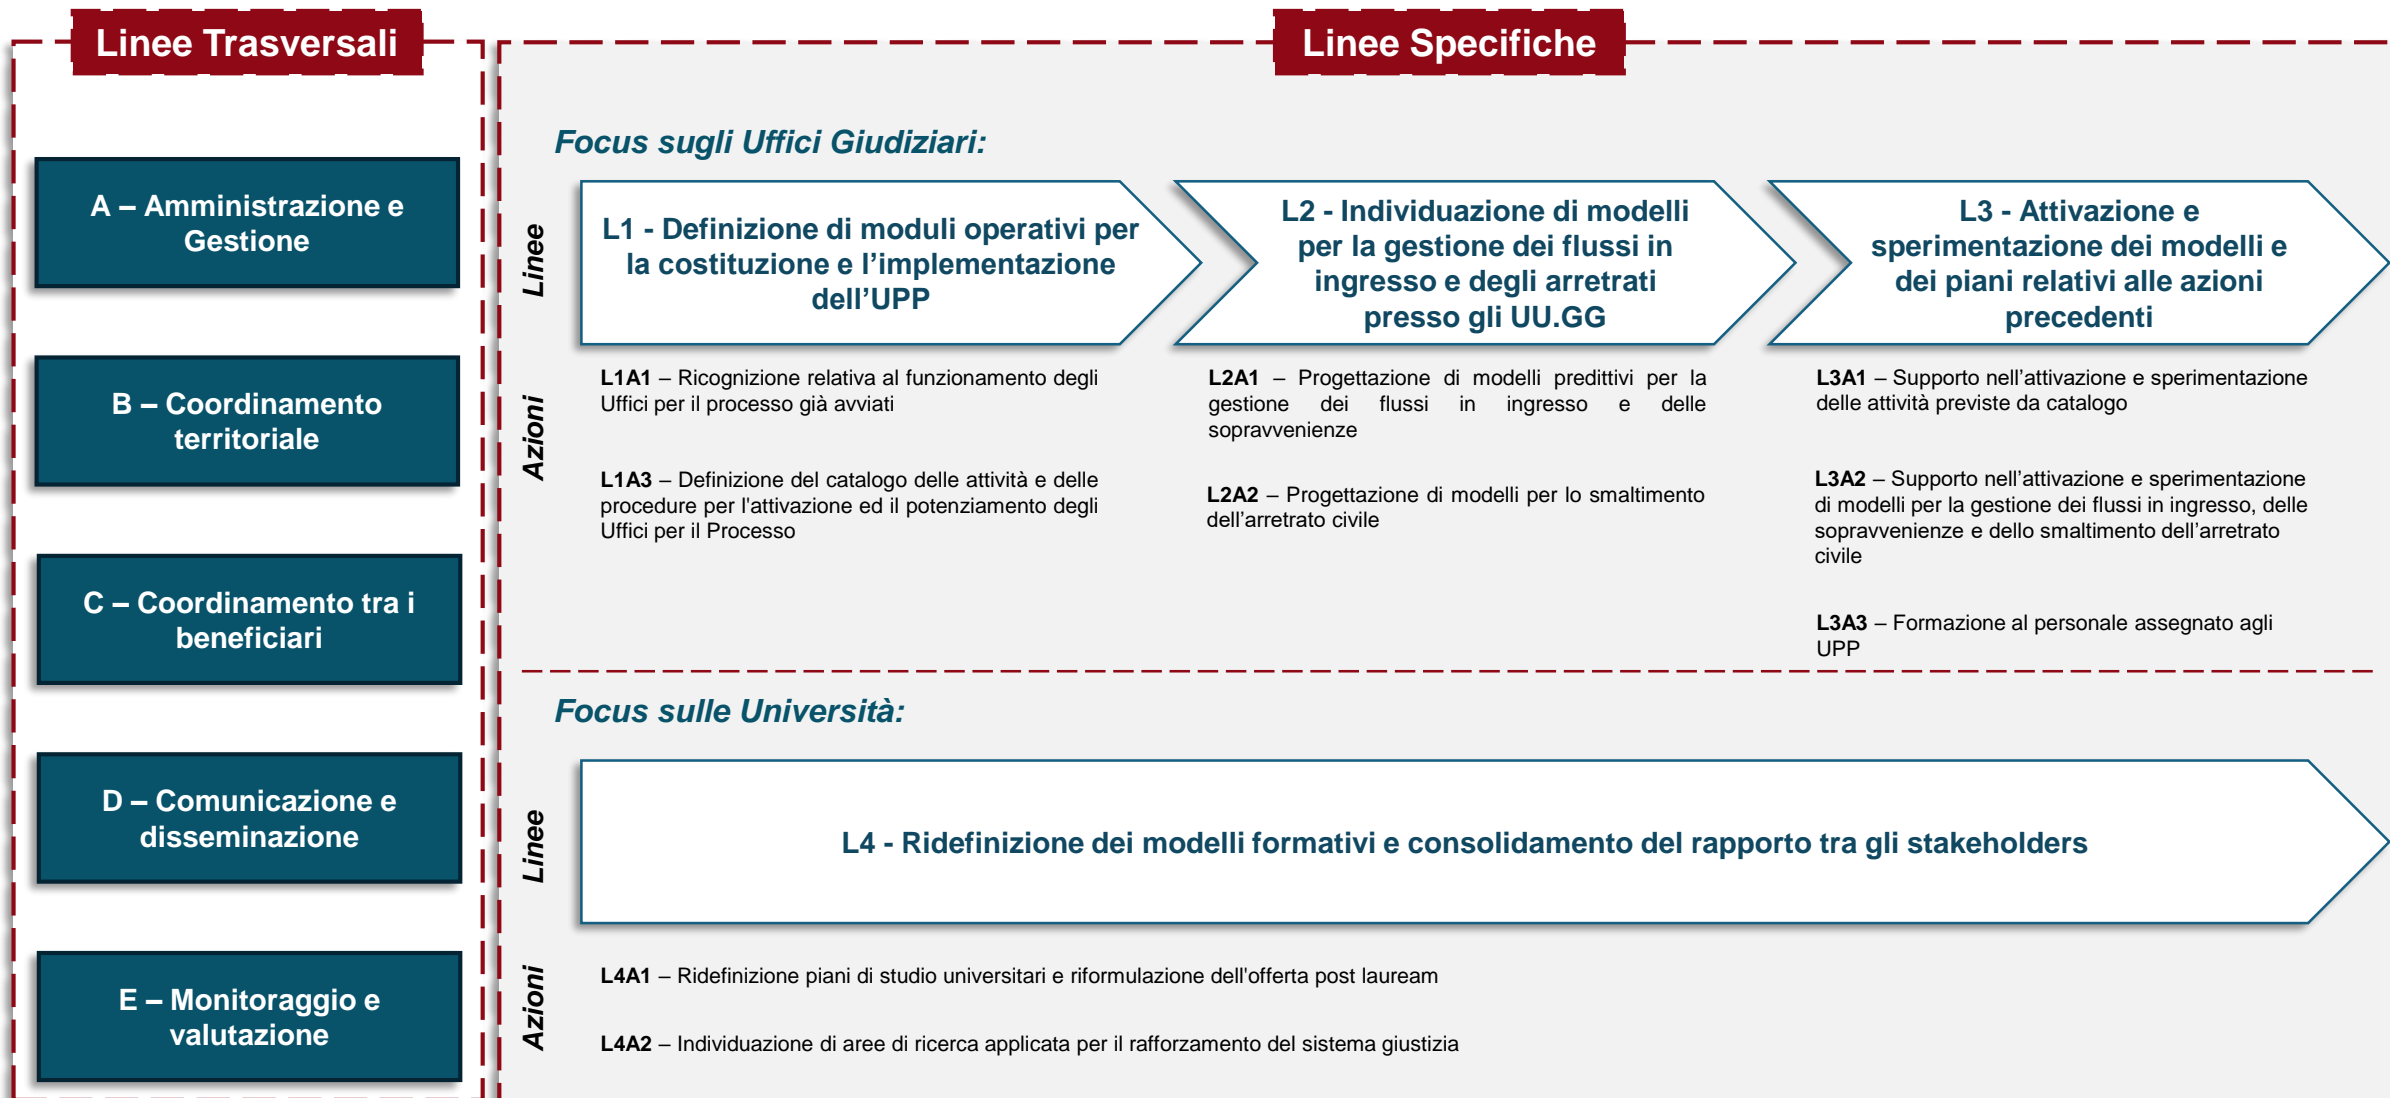 Linee Trasversali
A – Amministrazione e
Gestione
B – Coordinamento
territoriale
C – Coordinamento tra i
beneficiari
D – Comunicazione e
disseminazione
E – Monitoraggio e
valutazione
Linee Specifiche
Focus sugli Uffici Giudiziari:
Linee
L1 - Definizione di moduli operativi per
la costituzione e l’implementazione
dell’UPP
L2 - Individuazione di modelli
per la gestione dei flussi in
ingresso e degli arretrati
presso gli UU.GG
L3 - Attivazione e
sperimentazione dei modelli e
dei piani relativi alle azioni
precedenti
Azioni
L1A1 – Ricognizione relativa al funzionamento degli
Uffici per il processo già avviati
L1A3 – Definizione del catalogo delle attività e delle
procedure per l'attivazione ed il potenziamento degli
Uffici per il Processo
L2A1 – Progettazione di modelli predittivi per la
gestione dei flussi in ingresso e delle
sopravvenienze
L2A2 – Progettazione di modelli per lo smaltimento
dell’arretrato civile
L3A1 – Supporto nell’attivazione e sperimentazione
delle attività previste da catalogo
L3A2 – Supporto nell’attivazione e sperimentazione
di modelli per la gestione dei flussi in ingresso, delle
sopravvenienze e dello smaltimento dell’arretrato
civile
L3A3 – Formazione al personale assegnato agli
UPP
Focus sulle Università:
Linee
L4 - Ridefinizione dei modelli formativi e consolidamento del rapporto tra gli stakeholders
Azioni
L4A1 – Ridefinizione piani di studio universitari e riformulazione dell'offerta post lauream
L4A2 – Individuazione di aree di ricerca applicata per il rafforzamento del sistema giustizia